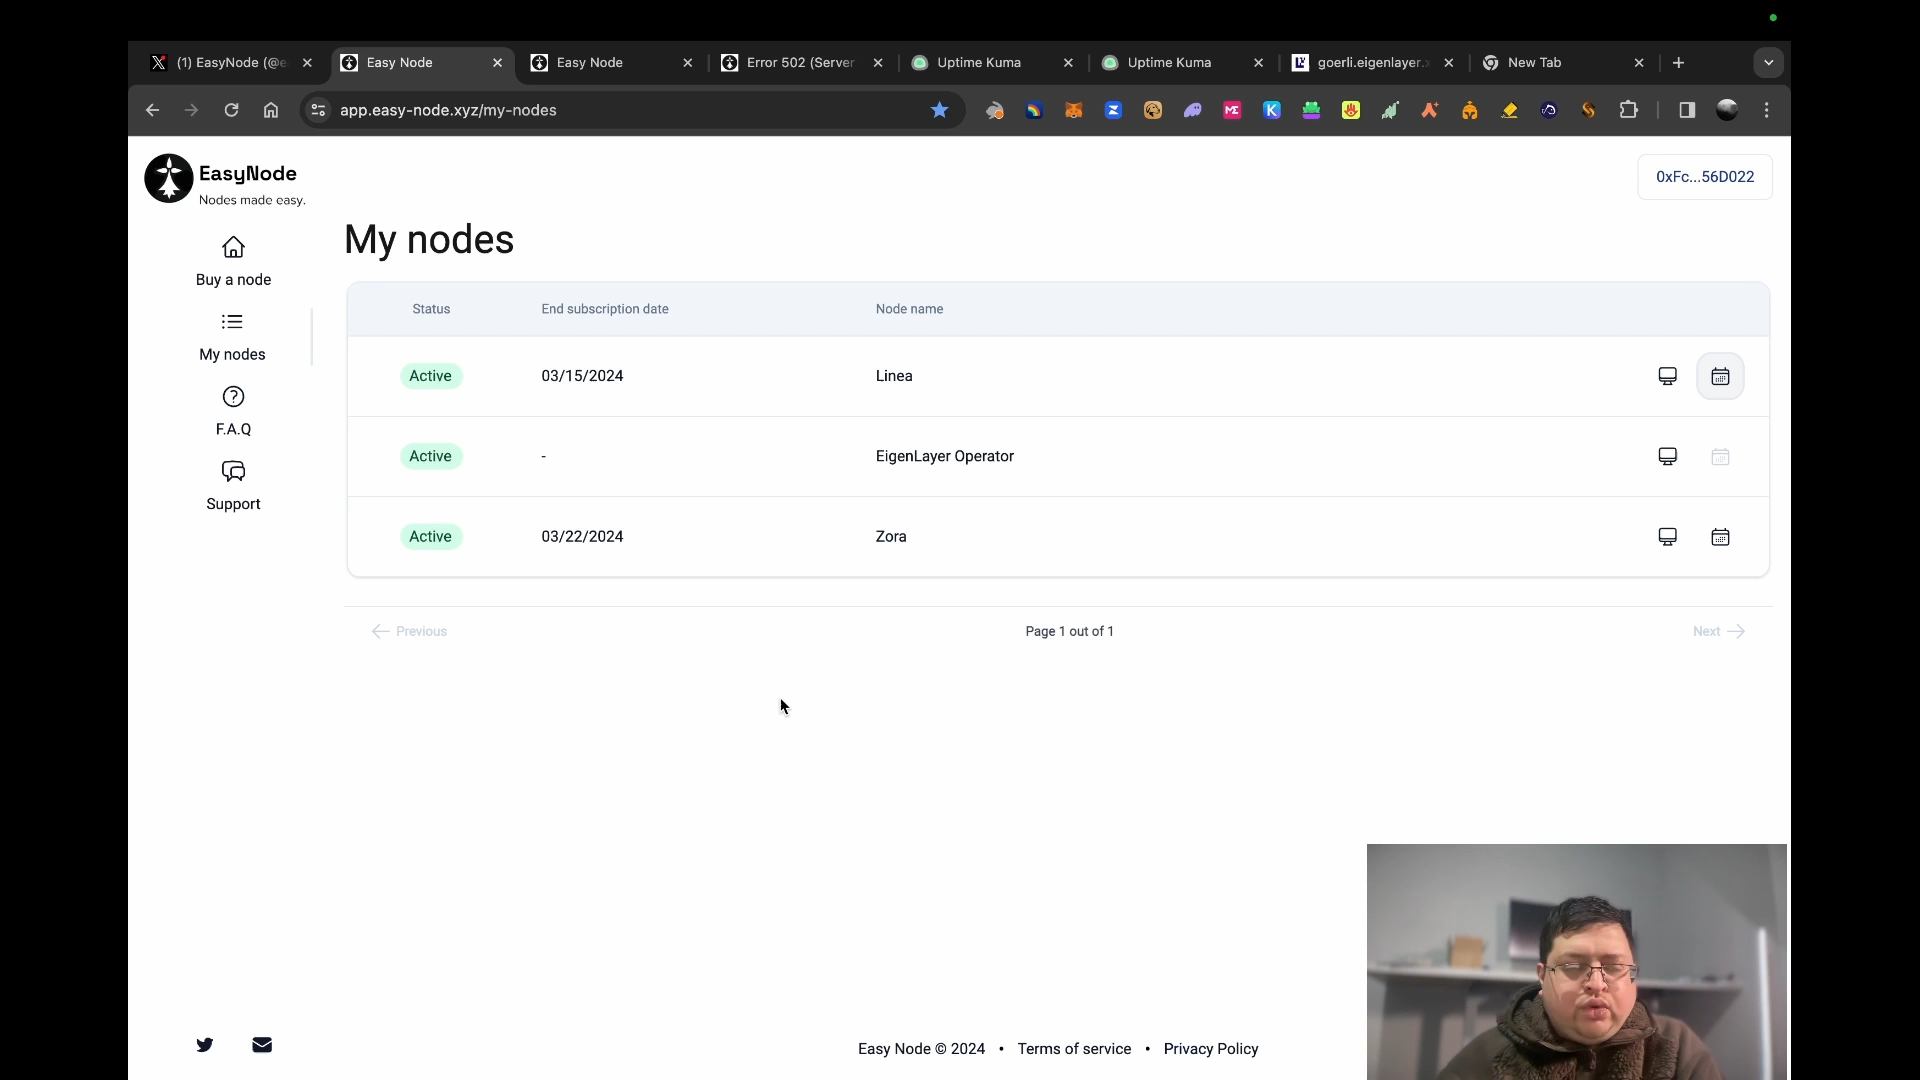 (1) EasyNode (@e
Easy Node
Easy Node
Error 502 (Server
Uptime Kuma
Uptime Kuma
goerli.eigenlayer.x
New Tab
app.easy-node.xyz/my-nodes
EasyNode
Nodes made easy.
0xFc...56D022
Buy a node
My nodes
F.A.Q
Support
My nodes
Status End subscription date Node name
Active 03/15/2024 Linea
Active - EigenLayer Operator
Active 03/22/2024 Zora
Previous Page 1 out of 1 Next
Easy Node © 2024 • Terms of service • Privacy Policy